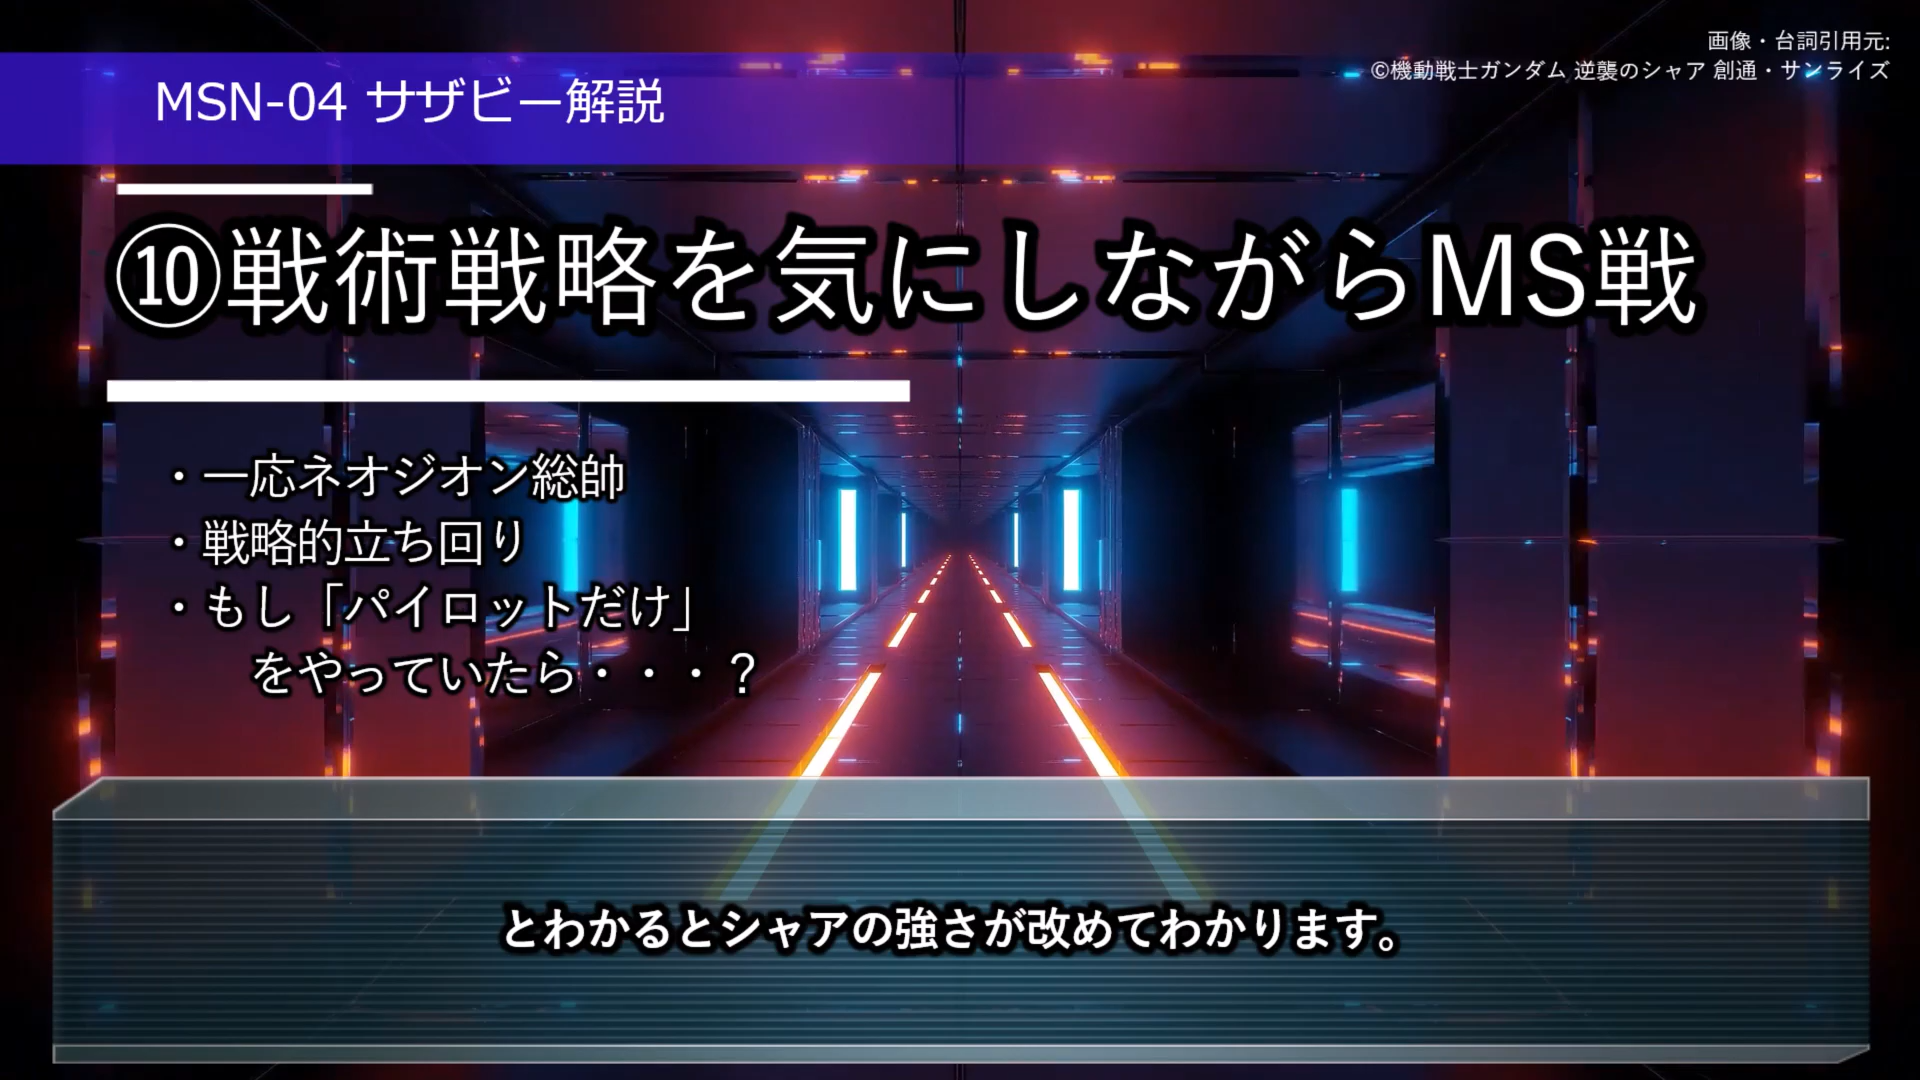 画像・台詞引用元:
©機動戦士ガンダム 逆襲のシャア 創通・サンライズ
MSN-04 サザビー解説
⑩戦術戦略を気にしながらMS戦
・一応ネオジオン総帥
・戦略的立ち回り
・もし「パイロットだけ」
をやっていたら・・・？
とわかるとシャアの強さが改めてわかります。